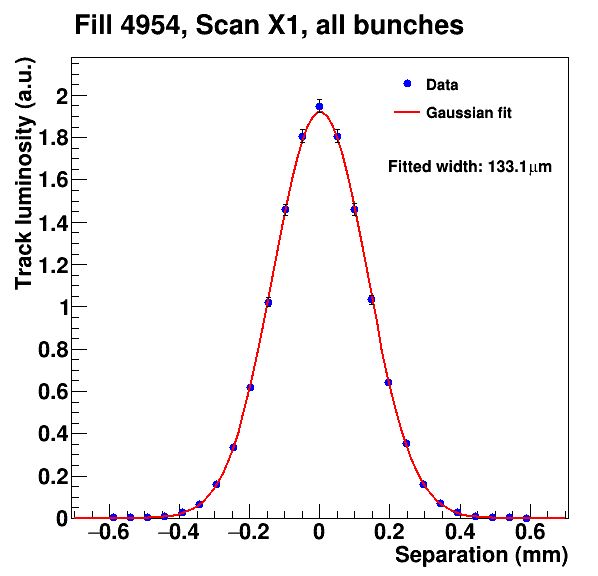 Fill 4954, Scan X1, all bunches
Track luminosity (a.u.)
Data
Gaussian fit
Fitted width: 133.1μm
2
1.8
1.6
1.4
1.2
1
0.8
0.6
0.4
0.2
0
−0.6 −0.4 −0.2 0 0.2 0.4 0.6
Separation (mm)